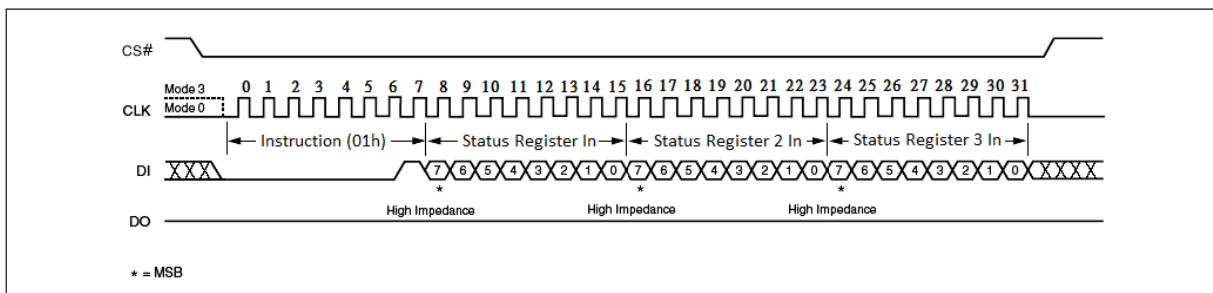 CS#
Mode 3 0 1 2 3 4 5 6 7 8 9 10 11 12 13 14 15 16 17 18 19 20 21 22 23 24 25 26 27 28 29 30 31
CLK Mode 0
Instruction (01h) Status Register In Status Register 2 In Status Register 3 In
DI 7 6 5 4 3 2 1 0 7 6 5 4 3 2 1 0 7 6 5 4 3 2 1 0
* * *
High Impedance High Impedance High Impedance
DO
* = MSB